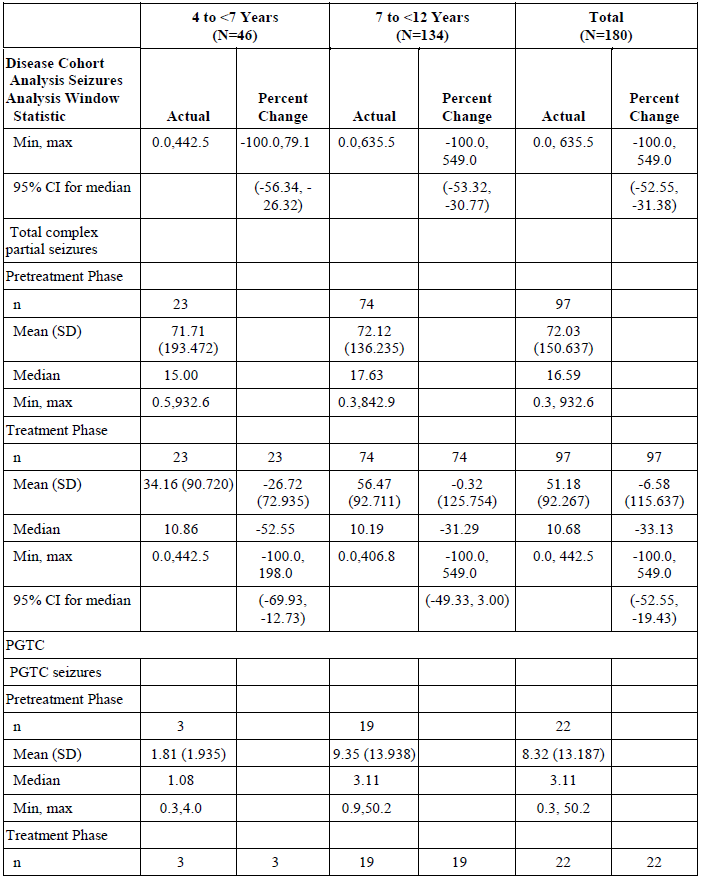 4 to <7 Years (N=46) 7 to <12 Years (N=134) Total (N=180)
Disease Cohort
Analysis Seizures
Analysis Window
Statistic Actual Percent Change Actual Percent Change Actual Percent Change
Min, max 0.0,442.5 -100.0,79.1 0.0,635.5 -100.0, 549.0 0.0, 635.5 -100.0, 549.0
95% CI for median (-56.34, -26.32) (-53.32, -30.77) (-52.55, -31.38)
Total complex
partial seizures
Pretreatment Phase
n 23 74 97
Mean (SD) 71.71 (193.472) 72.12 (136.235) 72.03 (150.637)
Median 15.00 17.63 16.59
Min, max 0.5,932.6 0.3,842.9 0.3, 932.6
Treatment Phase
n 23 23 74 74 97 97
Mean (SD) 34.16 (90.720) -26.72 (72.935) 56.47 (92.711) -0.32 (125.754) 51.18 (92.267) -6.58 (115.637)
Median 10.86 -52.55 10.19 -31.29 10.68 -33.13
Min, max 0.0,442.5 -100.0, 198.0 0.0,406.8 -100.0, 549.0 0.0, 442.5 -100.0, 549.0
95% CI for median (-69.93, -12.73) (-49.33, 3.00) (-52.55, -19.43)
PGTC
PGTC seizures
Pretreatment Phase
n 3 19 22
Mean (SD) 1.81 (1.935) 9.35 (13.938) 8.32 (13.187)
Median 1.08 3.11 3.11
Min, max 0.3,4.0 0.9,50.2 0.3, 50.2
Treatment Phase
n 3 3 19 19 22 22